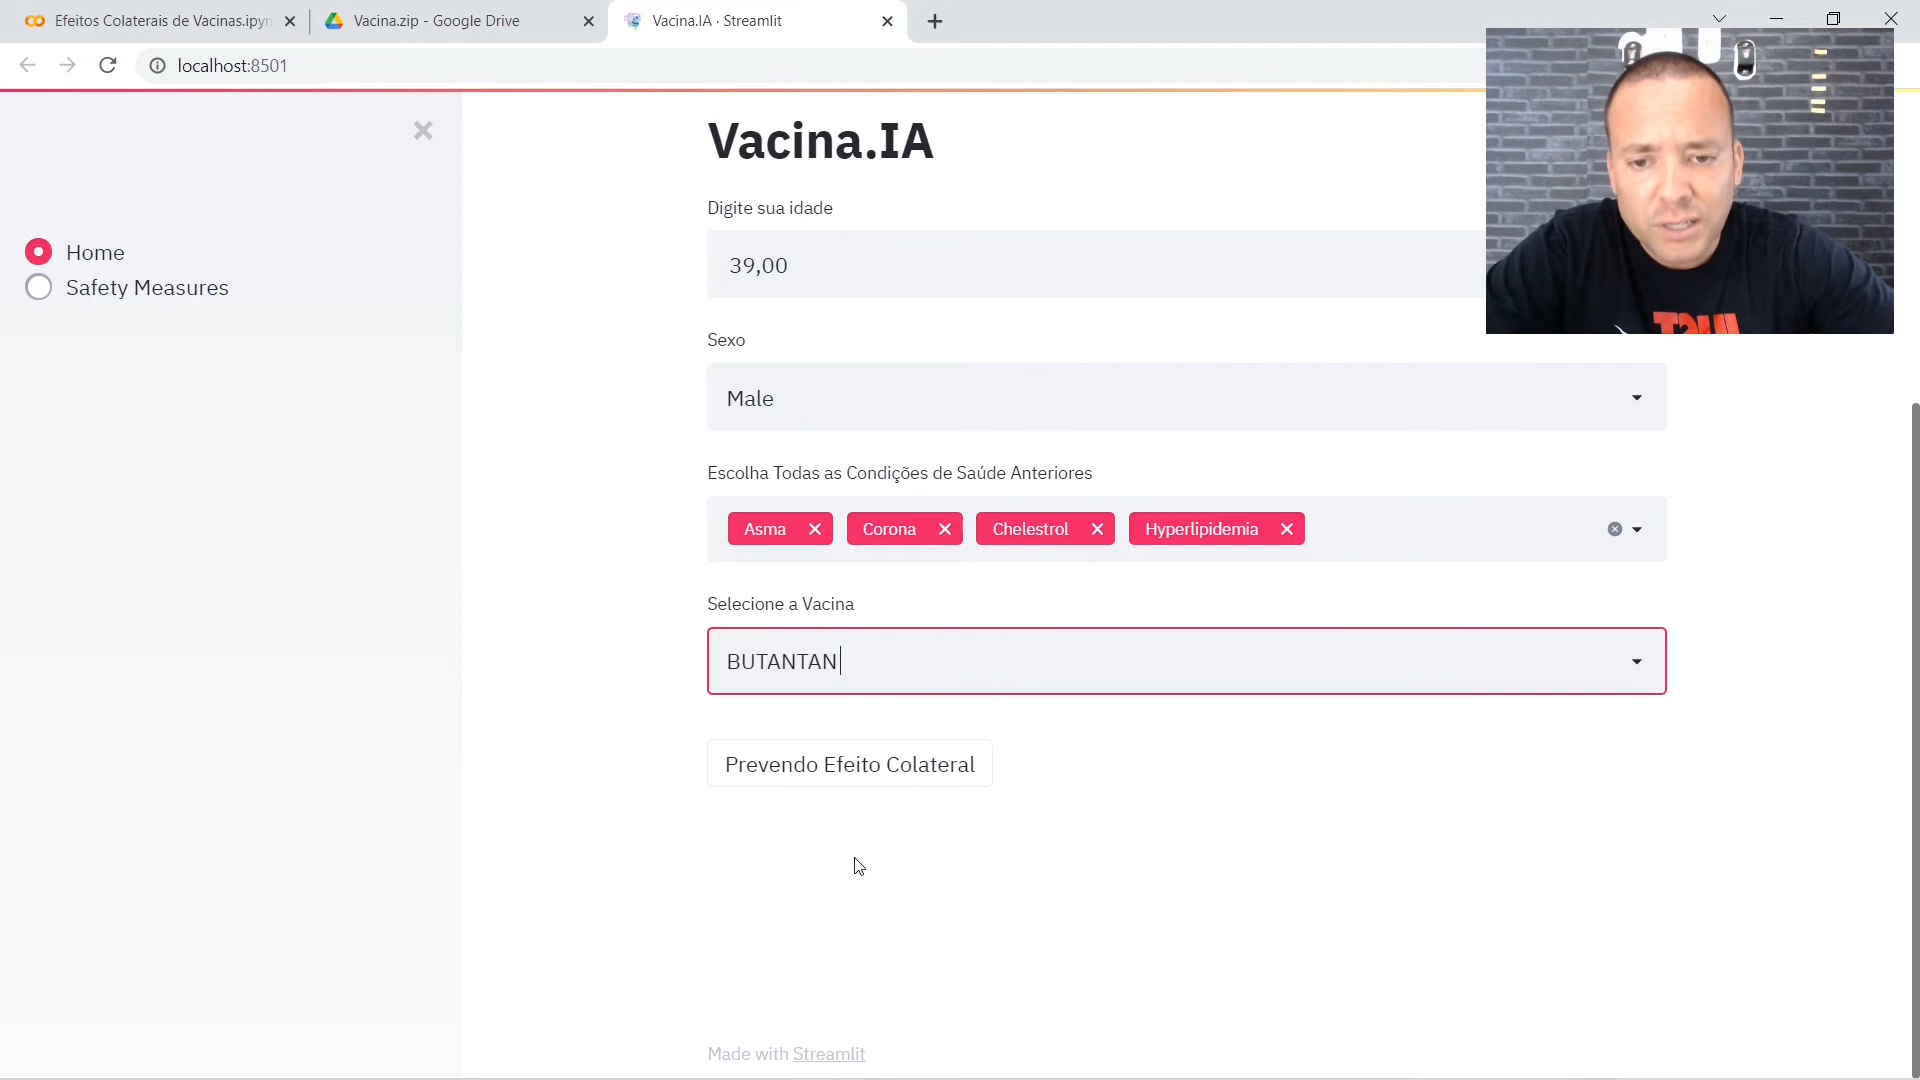 Efeitos Colaterais de Vacinas.ipyn
Vacina.zip - Google Drive
Vacina.IA · Streamlit
localhost:8501
Vacina.IA
Digite sua idade
39,00
Home
Safety Measures
Sexo
Male
Escolha Todas as Condições de Saúde Anteriores
Asma
Corona
Chelestrol
Hyperlipidemia
Selecione a Vacina
BUTANTAN
Prevendo Efeito Colateral
Made with Streamlit